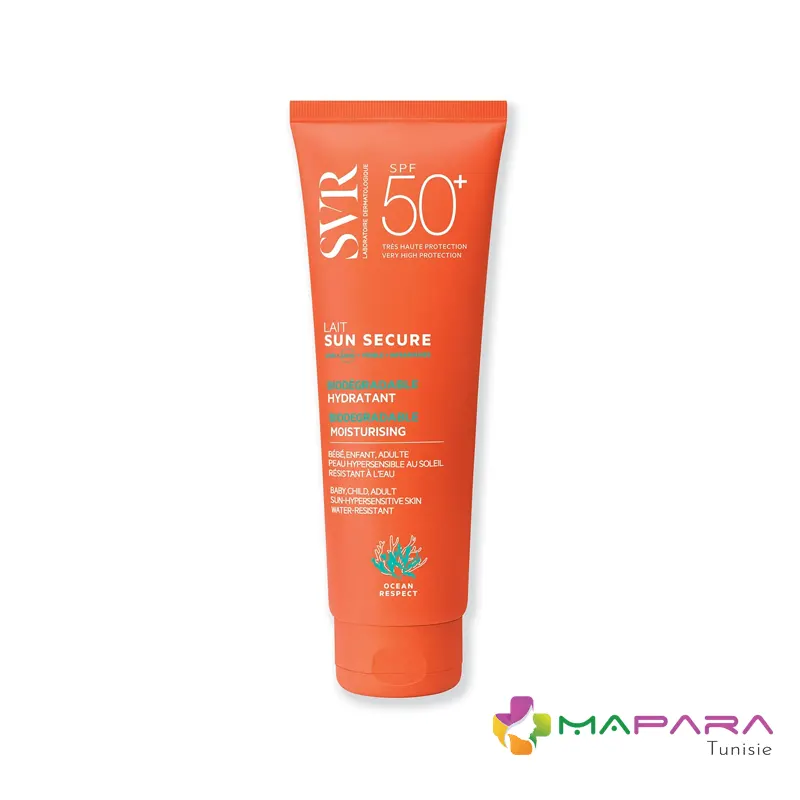 SVR
LABORATOIRE DERMATOLOGIQUE
SPF
50+
TRÈS HAUTE PROTECTION
VERY HIGH PROTECTION
LAIT
SUN SECURE
BIODEGRADABLE
HYDRATANT
BIODEGRADABLE
MOISTURISING
BÉBÉ, ENFANT, ADULTE
PEAU HYPERSENSIBLE AU SOLEIL
RÉSISTANT À L'EAU
BABY, CHILD, ADULT
SUN-HYPERSENSITIVE SKIN
WATER-RESISTANT
OCEAN
RESPECT
MAPARA
Tunisie